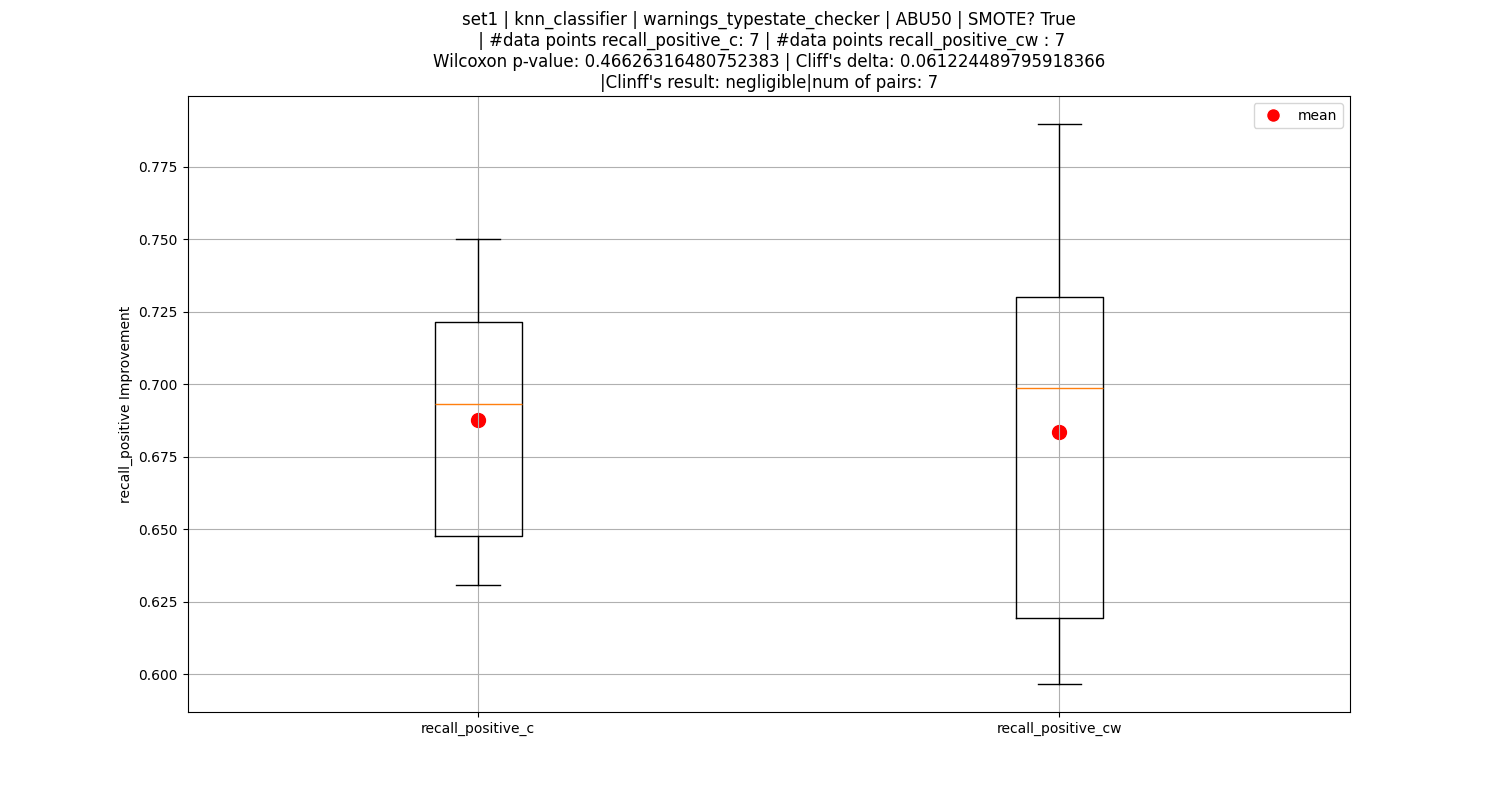 set1 | knn_classifier | warnings_typestate_checker | ABU50 | SMOTE? True
| #data points recall_positive_c: 7 | #data points recall_positive_cw : 7
Wilcoxon p-value: 0.46626316480752383 | Cliff's delta: 0.061224489795918366
|Clinff's result: negligible|num of pairs: 7
mean
0.775
0.750
0.725
0.700
0.675
0.650
0.625
0.600
recall_positive Improvement
recall_positive_c
recall_positive_cw